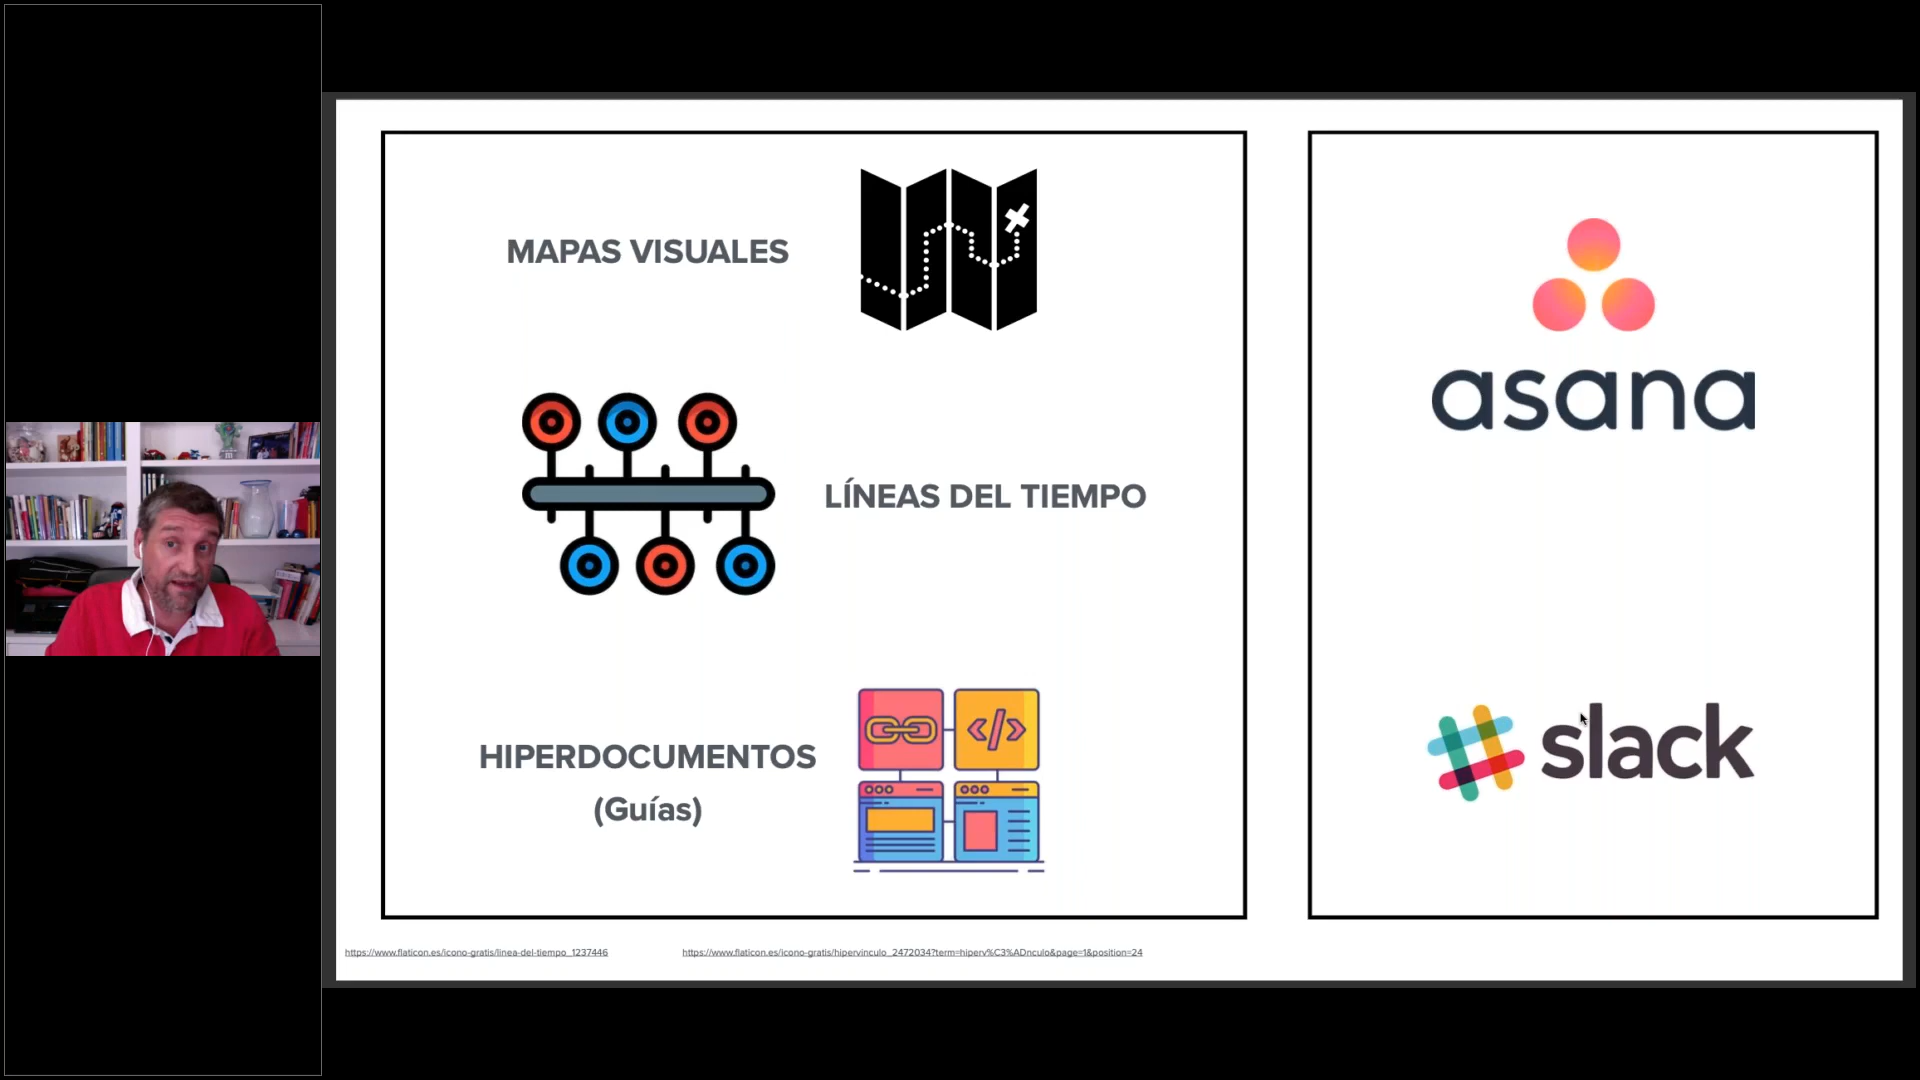 MAPAS VISUALES
LÍNEAS DEL TIEMPO
HIPERDOCUMENTOS
(Guías)
asana
slack
https://www.flaticon.es/icono-gratis/linea-del-tiempo_1237446
https://www.flaticon.es/icono-gratis/hipervinculo_2472034?term=hiperv%C3%ADnculo&page=1&position=24